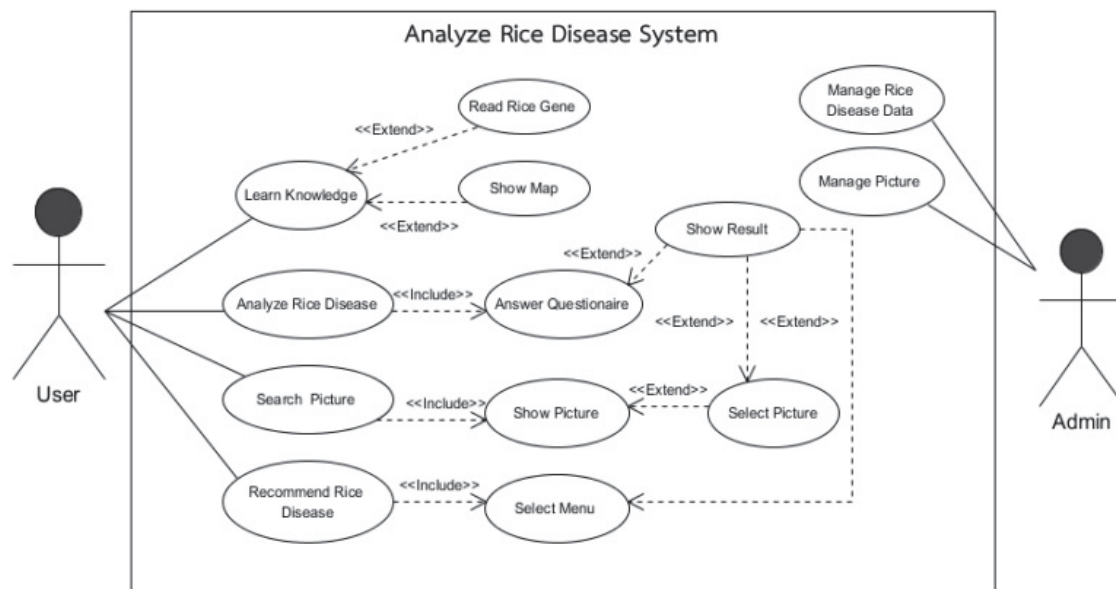 Analyze Rice Disease System
Read Rice Gene
Manage Rice
Disease Data
<<Extend>>
Learn Knowledge
Show Map
Manage Picture
<<Extend>>
Show Result
<<Extend>>
Analyze Rice Disease
<<Include>>
Answer Questionaire
<<Extend>>
<<Extend>>
User
Search Picture
<<Include>>
Show Picture
<<Extend>>
Select Picture
Admin
Recommend Rice
Disease
<<Include>>
Select Menu